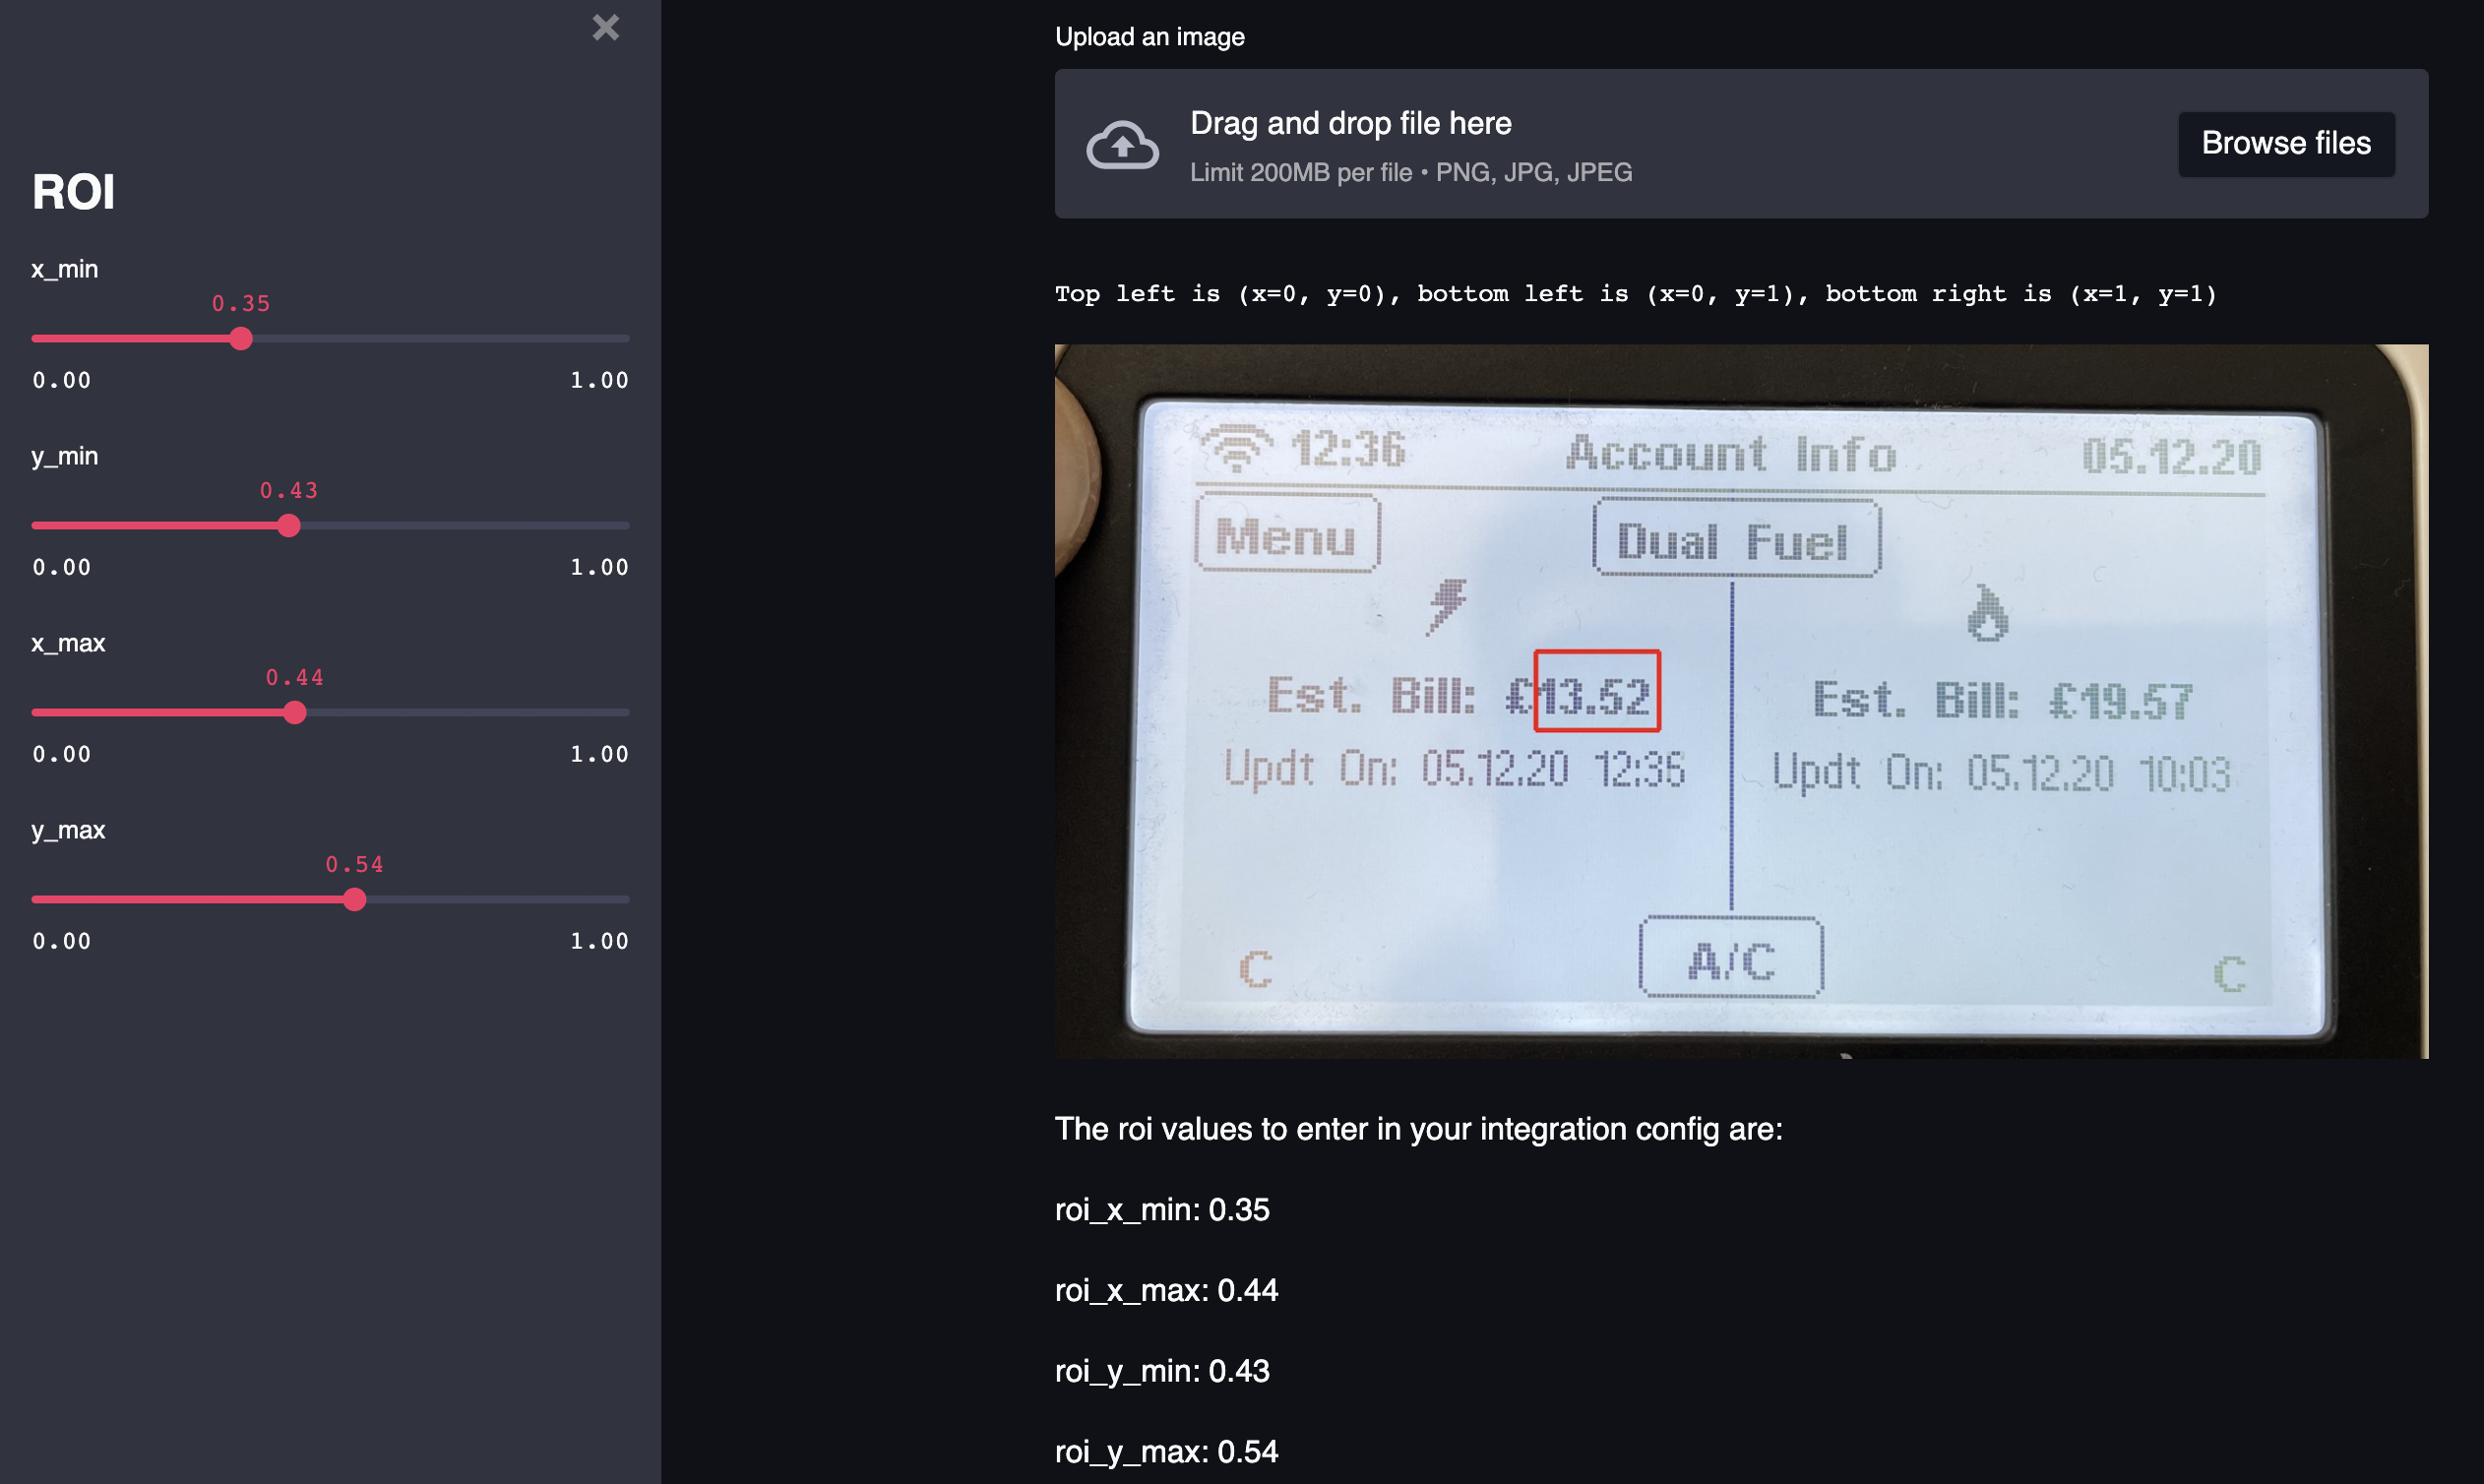 ROI
x_min
0.35
0.00 1.00
y_min
0.43
0.00 1.00
x_max
0.44
0.00 1.00
y_max
0.54
0.00 1.00
Upload an image
Drag and drop file here
Limit 200MB per file • PNG, JPG, JPEG
Browse files
Top left is (x=0, y=0), bottom left is (x=0, y=1), bottom right is (x=1, y=1)
12:36 Account Info 05.12.20
Menu Dual Fuel
Est. Bill: £13.52 Est. Bill: £19.57
Updt On: 05.12.20 12:36 Updt On: 05.12.20 10:03
C A/C C
The roi values to enter in your integration config are:
roi_x_min: 0.35
roi_x_max: 0.44
roi_y_min: 0.43
roi_y_max: 0.54